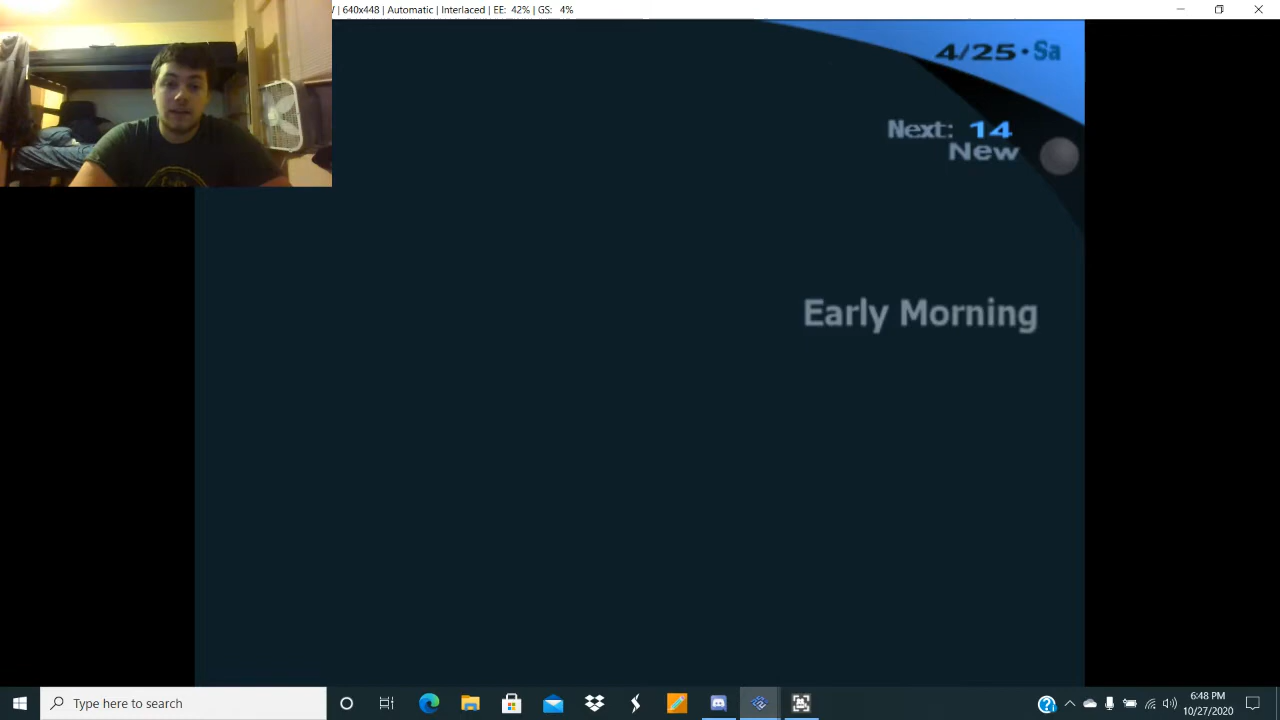 / | 640x448 | Automatic | Interlaced | EE: 42% | GS: 4%
4/25·Sa
Next: 14
New
Early Morning
Type here to search
6:48 PM
10/27/2020